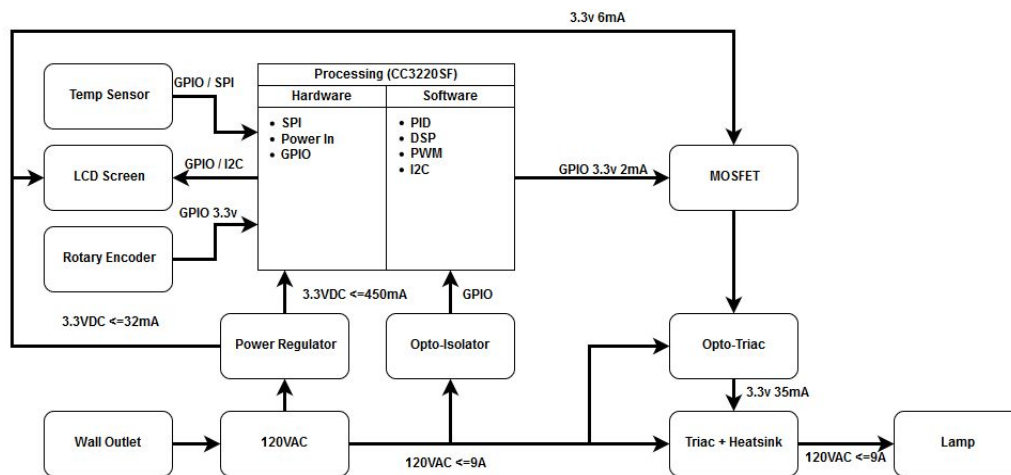 3.3v 6mA
Processing (CC3220SF)
Hardware
Software
Temp Sensor
GPIO / SPI
• SPI
• Power In
• GPIO
• PID
• DSP
• PWM
• I2C
LCD Screen
GPIO / I2C
GPIO 3.3v 2mA
MOSFET
GPIO 3.3v
Rotary Encoder
3.3VDC <=450mA
GPIO
3.3VDC <=32mA
Power Regulator
Opto-Isolator
Opto-Triac
3.3v 35mA
Wall Outlet
120VAC
120VAC <=9A
Triac + Heatsink
120VAC <=9A
Lamp